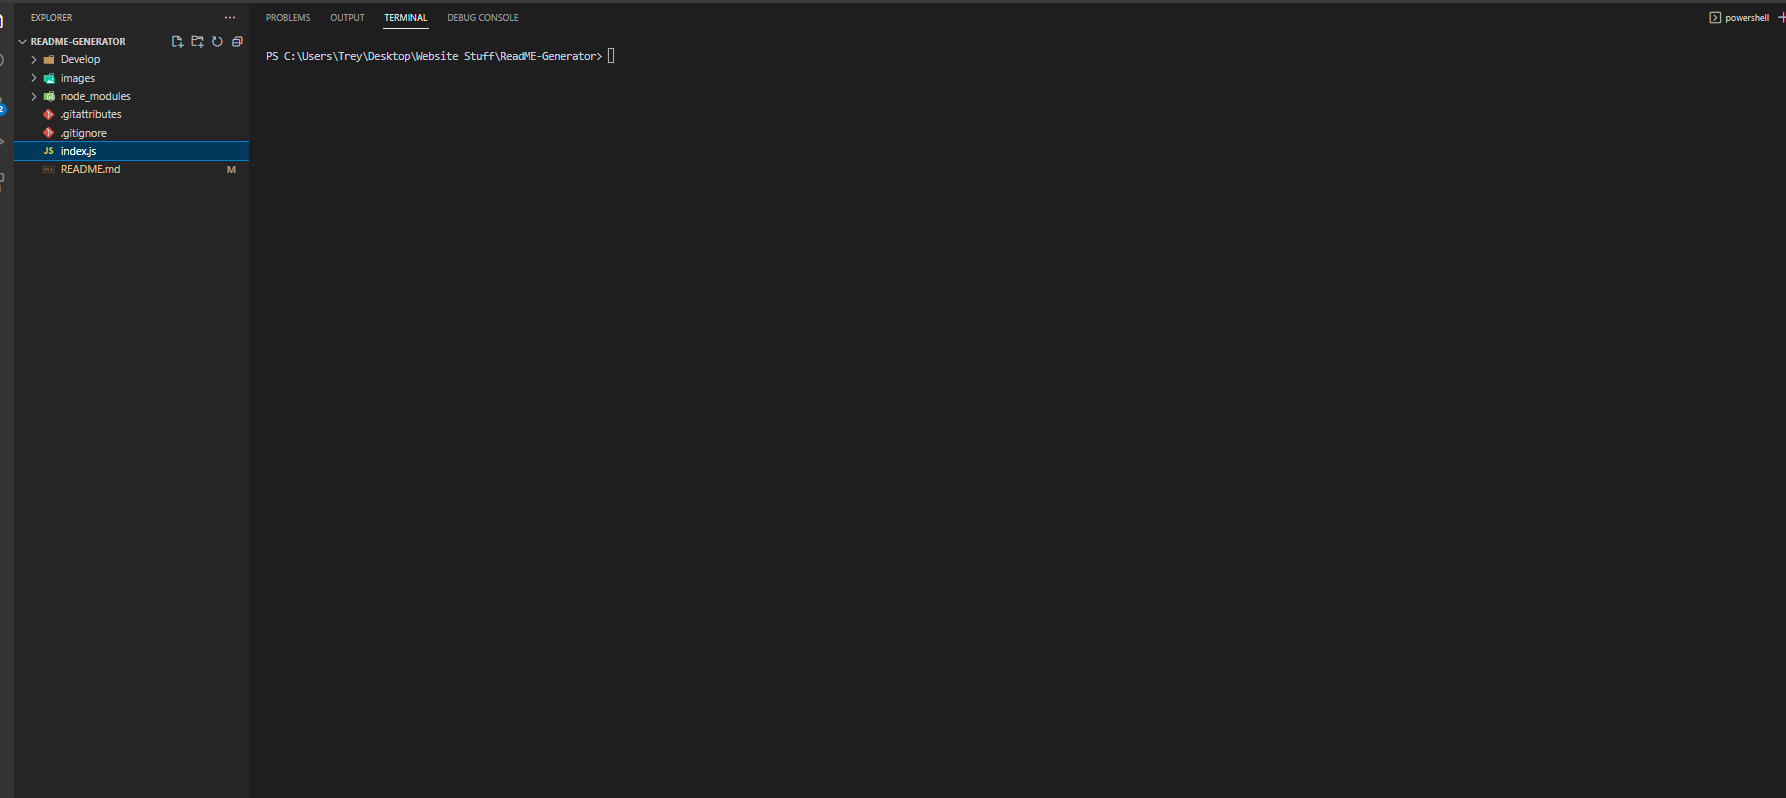 EXPLORER
README-GENERATOR
Develop
images
node_modules
.gitattributes
.gitignore
JS index.js
README.md M
PROBLEMS OUTPUT TERMINAL DEBUG CONSOLE
powershell
PS C:\Users\Trey\Desktop\Website Stuff\ReadME-Generator>